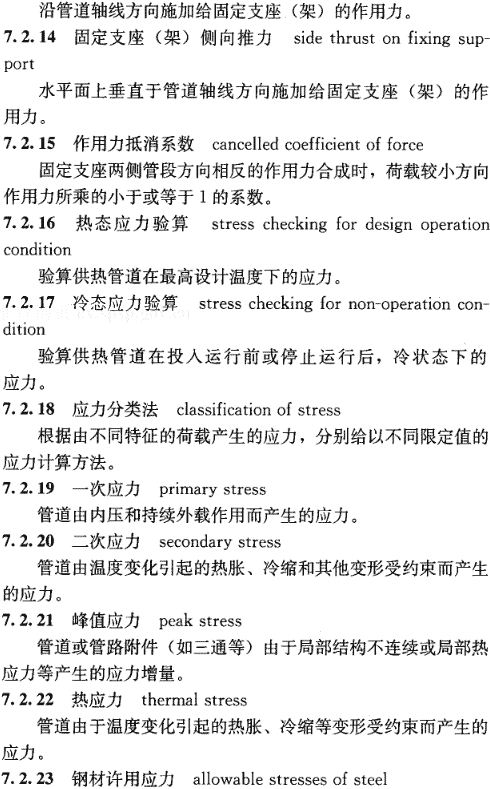 沿管道轴线方向施加给固定支座（架）的作用力。
7.2.14 固定支座（架）侧向推力 side thrust on fixing sup-
port
水平面上垂直于管道轴线方向施加给固定支座（架）的作
用力。
7.2.15 作用力抵消系数 cancelled coefficient of force
固定支座两侧管段方向相反的作用力合成时，荷载较小方向
作用力所乘的小于或等于1的系数。
7.2.16 热态应力验算 stress checking for design operation
condition
验算供热管道在最高设计温度下的应力。
7.2.17 冷态应力验算 stress checking for non-operation con-
dition
验算供热管道在投入运行前或停止运行后，冷状态下的
应力。
7.2.18 应力分类法 classification of stress
根据由不同特征的荷载产生的应力，分别给以不同限定值的
应力计算方法。
7.2.19 一次应力 primary stress
管道由内压和持续外载作用而产生的应力。
7.2.20 二次应力 secondary stress
管道由温度变化引起的热胀、冷缩和其他变形受约束而产生
的应力。
7.2.21 峰值应力 peak stress
管道或管路附件（如三通等）由于局部结构不连续或局部热
应力等产生的应力增量。
7.2.22 热应力 thermal stress
管道由于温度变化引起的热胀、冷缩等变形受约束而产生的
应力。
7.2.23 钢材许用应力 allowable stresses of steel